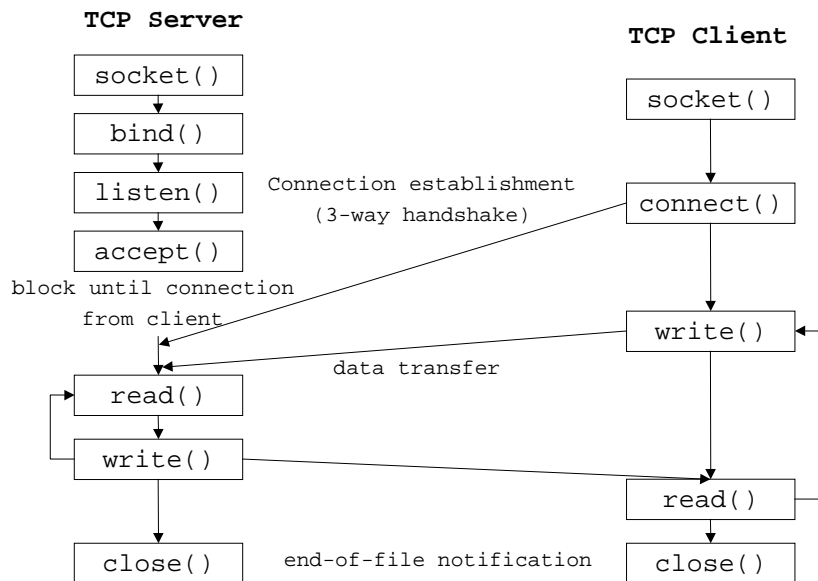 TCP Server
TCP Client
socket()
socket()
bind()
listen()
Connection establishment
(3-way handshake)
connect()
accept()
block until connection
from client
write()
data transfer
read()
write()
read()
close()
end-of-file notification
close()